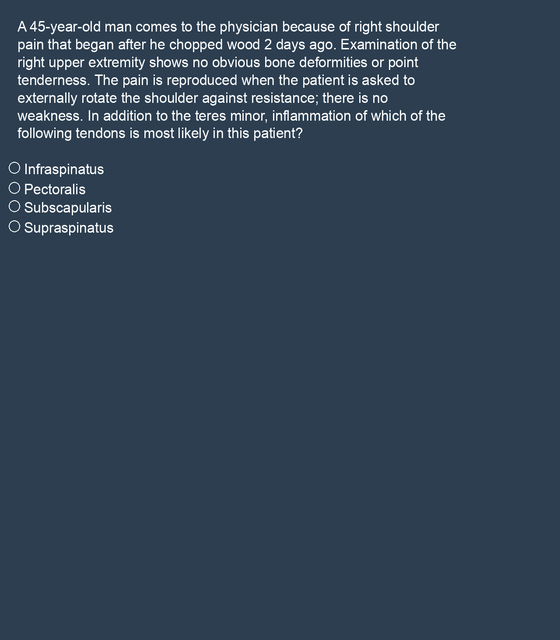 A 45-year-old man comes to the physician because of right shoulder
pain that began after he chopped wood 2 days ago. Examination of the
right upper extremity shows no obvious bone deformities or point
tenderness. The pain is reproduced when the patient is asked to
externally rotate the shoulder against resistance; there is no
weakness. In addition to the teres minor, inflammation of which of the
following tendons is most likely in this patient?
Infraspinatus
Pectoralis
Subscapularis
Supraspinatus